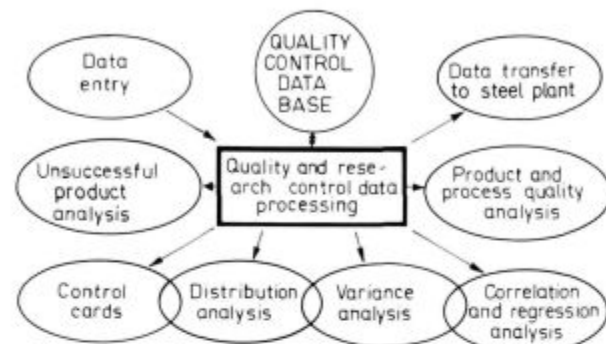 Data
entry
QUALITY
CONTROL
DATA
BASE
Data transfer
to steel plant
Unsuccessful
product
analysis
Quality and rese-
arch control data
processing
Product and
process quality
analysis
Control
cards
Distribution
analysis
Variance
analysis
Correlation
and regression
analysis